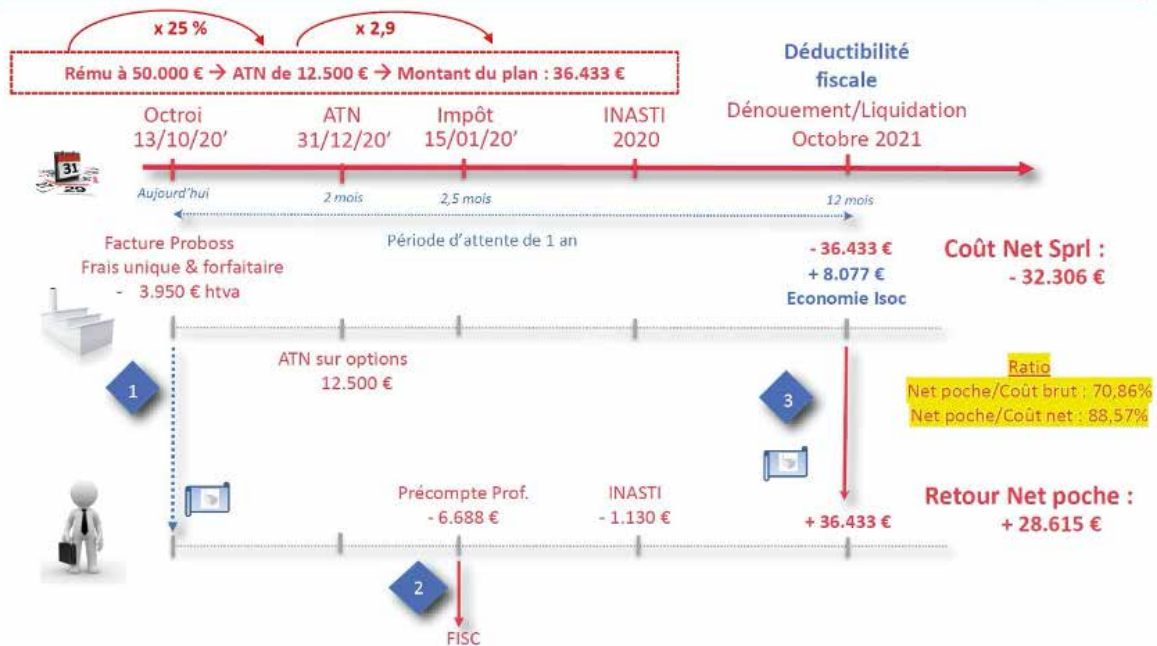 x 25 %
x 2,9
Rému à 50.000 € → ATN de 12.500 € → Montant du plan : 36.433 €
Déductibilité
fiscale
Dénouement/Liquidation
Octobre 2021
Octroi
13/10/20’
ATN
31/12/20’
Impôt
15/01/20’
INASTI
2020
31
29
Aujourd’hui
2 mois
2,5 mois
12 mois
Période d’attente de 1 an
Facture Proboss
Frais unique & forfaitaire
- 3.950 € htva
- 36.433 €
+ 8.077 €
Economie Isoc
Coût Net Sprl :
- 32.306 €
ATN sur options
12.500 €
1
3
Ratio
Net poche/Coût brut : 70,86%
Net poche/Coût net : 88,57%
Précompte Prof.
- 6.688 €
INASTI
- 1.130 €
+ 36.433 €
Retour Net poche :
+ 28.615 €
2
FISC